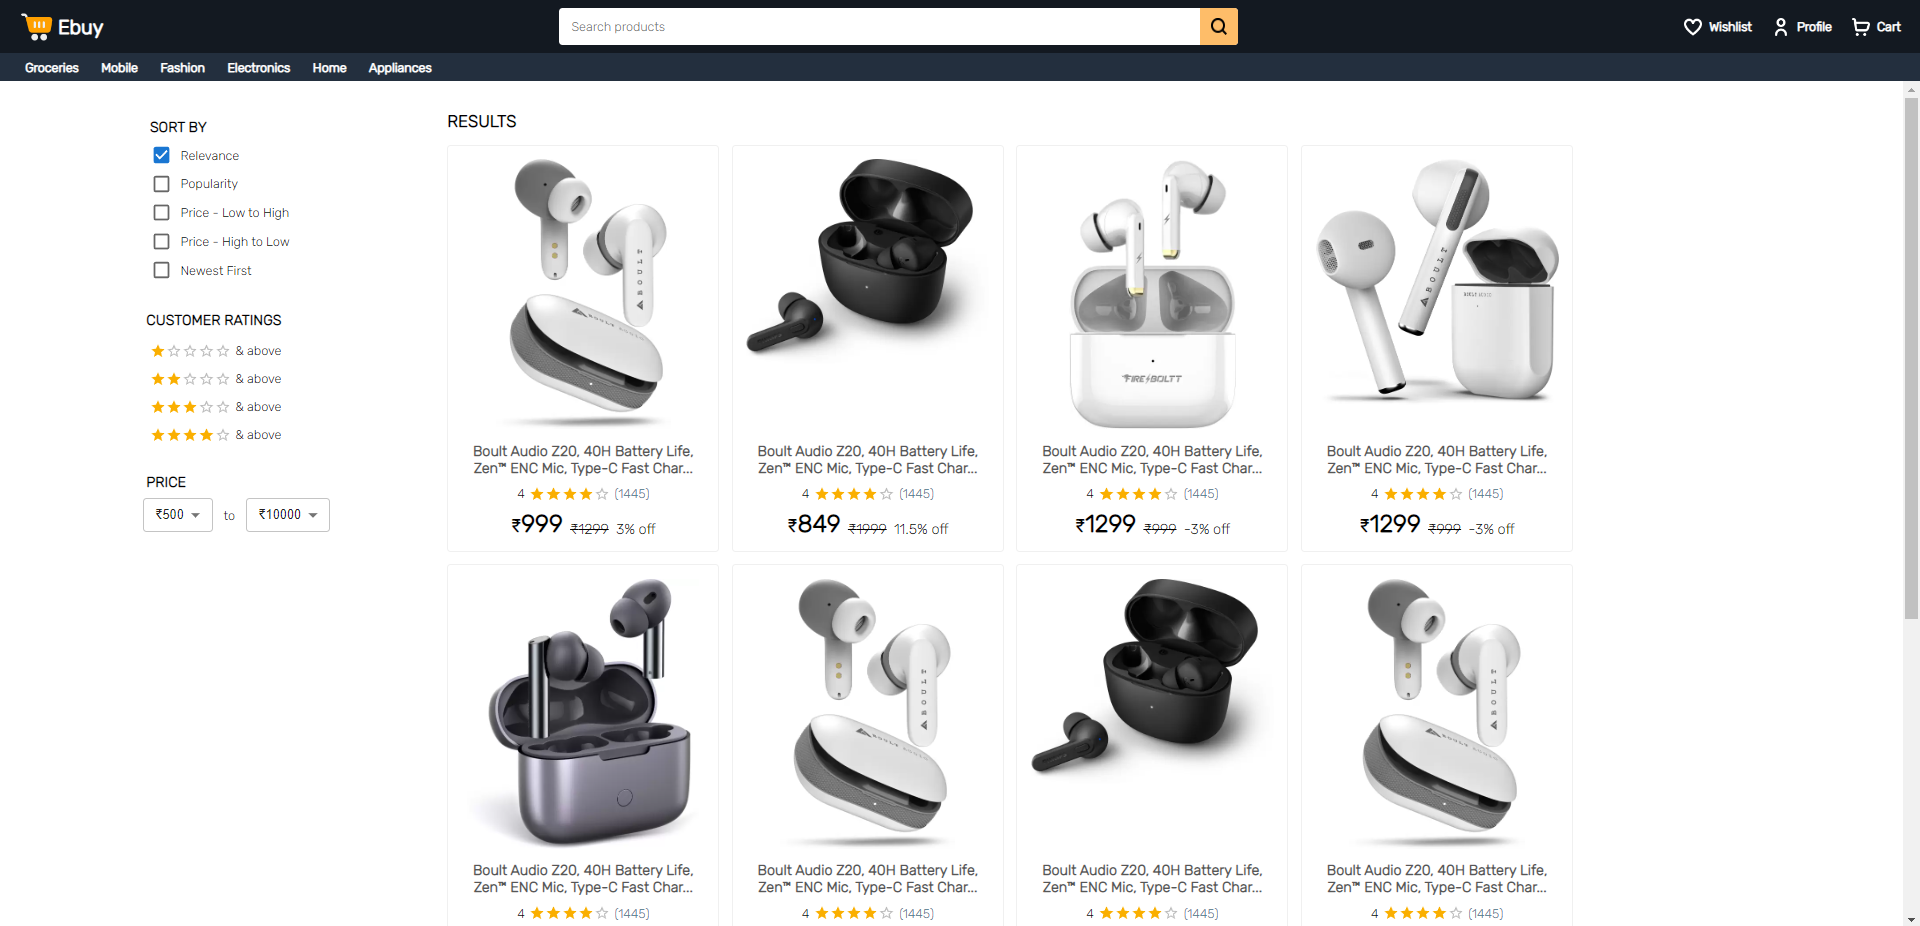 Ebuy
Search products
Wishlist
Profile
Cart
Groceries
Mobile
Fashion
Electronics
Home
Appliances
SORT BY
Relevance
Popularity
Price - Low to High
Price - High to Low
Newest First
CUSTOMER RATINGS
& above
& above
& above
& above
PRICE
₹500 to ₹10000
RESULTS
BOULT
Boult Audio Z20, 40H Battery Life,
Zen™ ENC Mic, Type-C Fast Char...
4 (1445)
₹999 ₹1299 3% off
Boult Audio Z20, 40H Battery Life,
Zen™ ENC Mic, Type-C Fast Char...
4 (1445)
₹849 ₹1999 11.5% off
FIRE BOLTT
Boult Audio Z20, 40H Battery Life,
Zen™ ENC Mic, Type-C Fast Char...
4 (1445)
₹1299 ₹999 -3% off
BOULT
Boult Audio Z20, 40H Battery Life,
Zen™ ENC Mic, Type-C Fast Char...
4 (1445)
₹1299 ₹999 -3% off
Boult Audio Z20, 40H Battery Life,
Zen™ ENC Mic, Type-C Fast Char...
4 (1445)
BOULT
Boult Audio Z20, 40H Battery Life,
Zen™ ENC Mic, Type-C Fast Char...
4 (1445)
Boult Audio Z20, 40H Battery Life,
Zen™ ENC Mic, Type-C Fast Char...
4 (1445)
BOULT
Boult Audio Z20, 40H Battery Life,
Zen™ ENC Mic, Type-C Fast Char...
4 (1445)